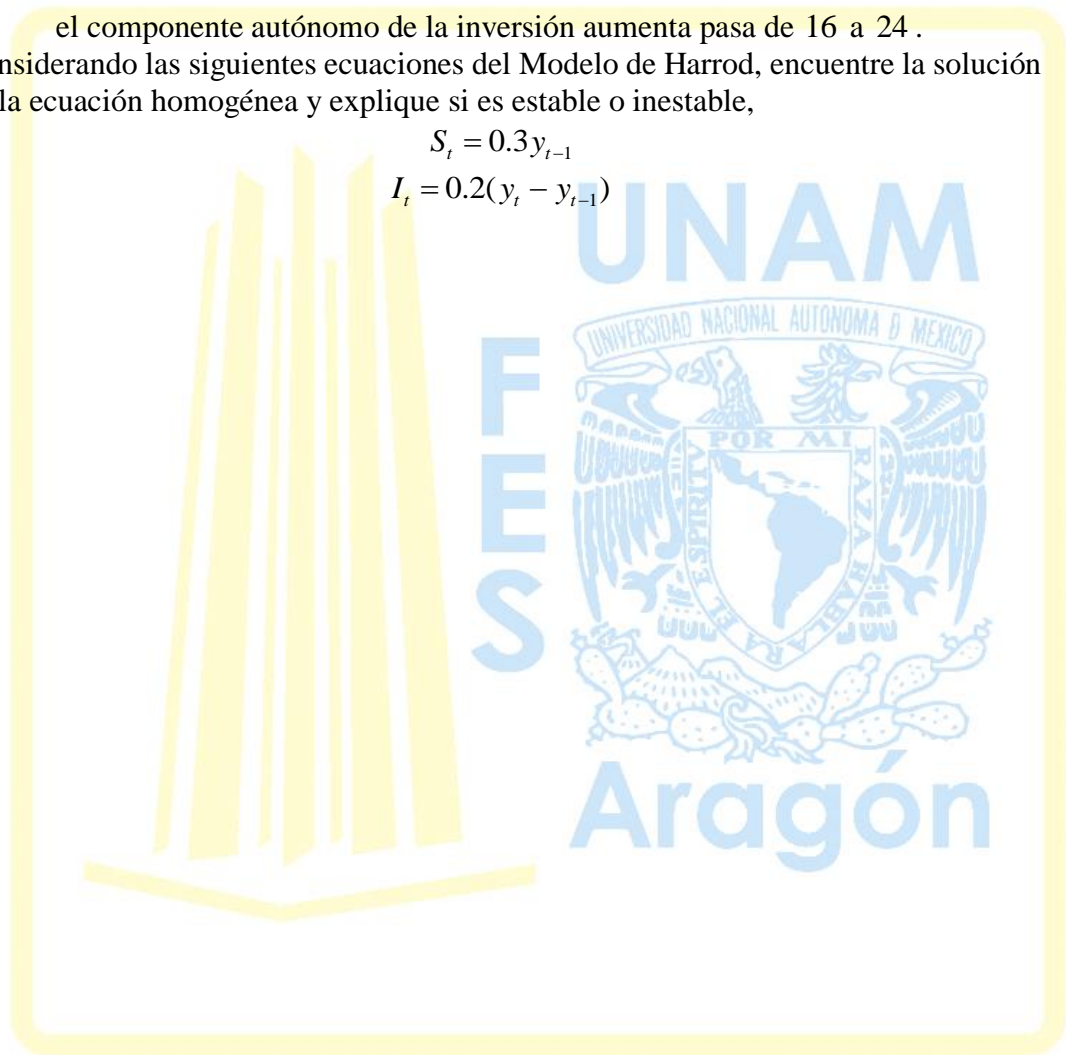 el componente autónomo de la inversión aumenta pasa de 16 a 24 .
nsiderando las siguientes ecuaciones del Modelo de Harrod, encuentre la solución
la ecuación homogénea y explique si es estable o inestable,
S_t = 0.3y_{t-1}
I_t = 0.2(y_t - y_{t-1})
UNAM
UNIVERSIDAD NACIONAL AUTONOMA D MEXICO
POR MI RAZA HABLARA EL ESPIRITV
FES
Aragón